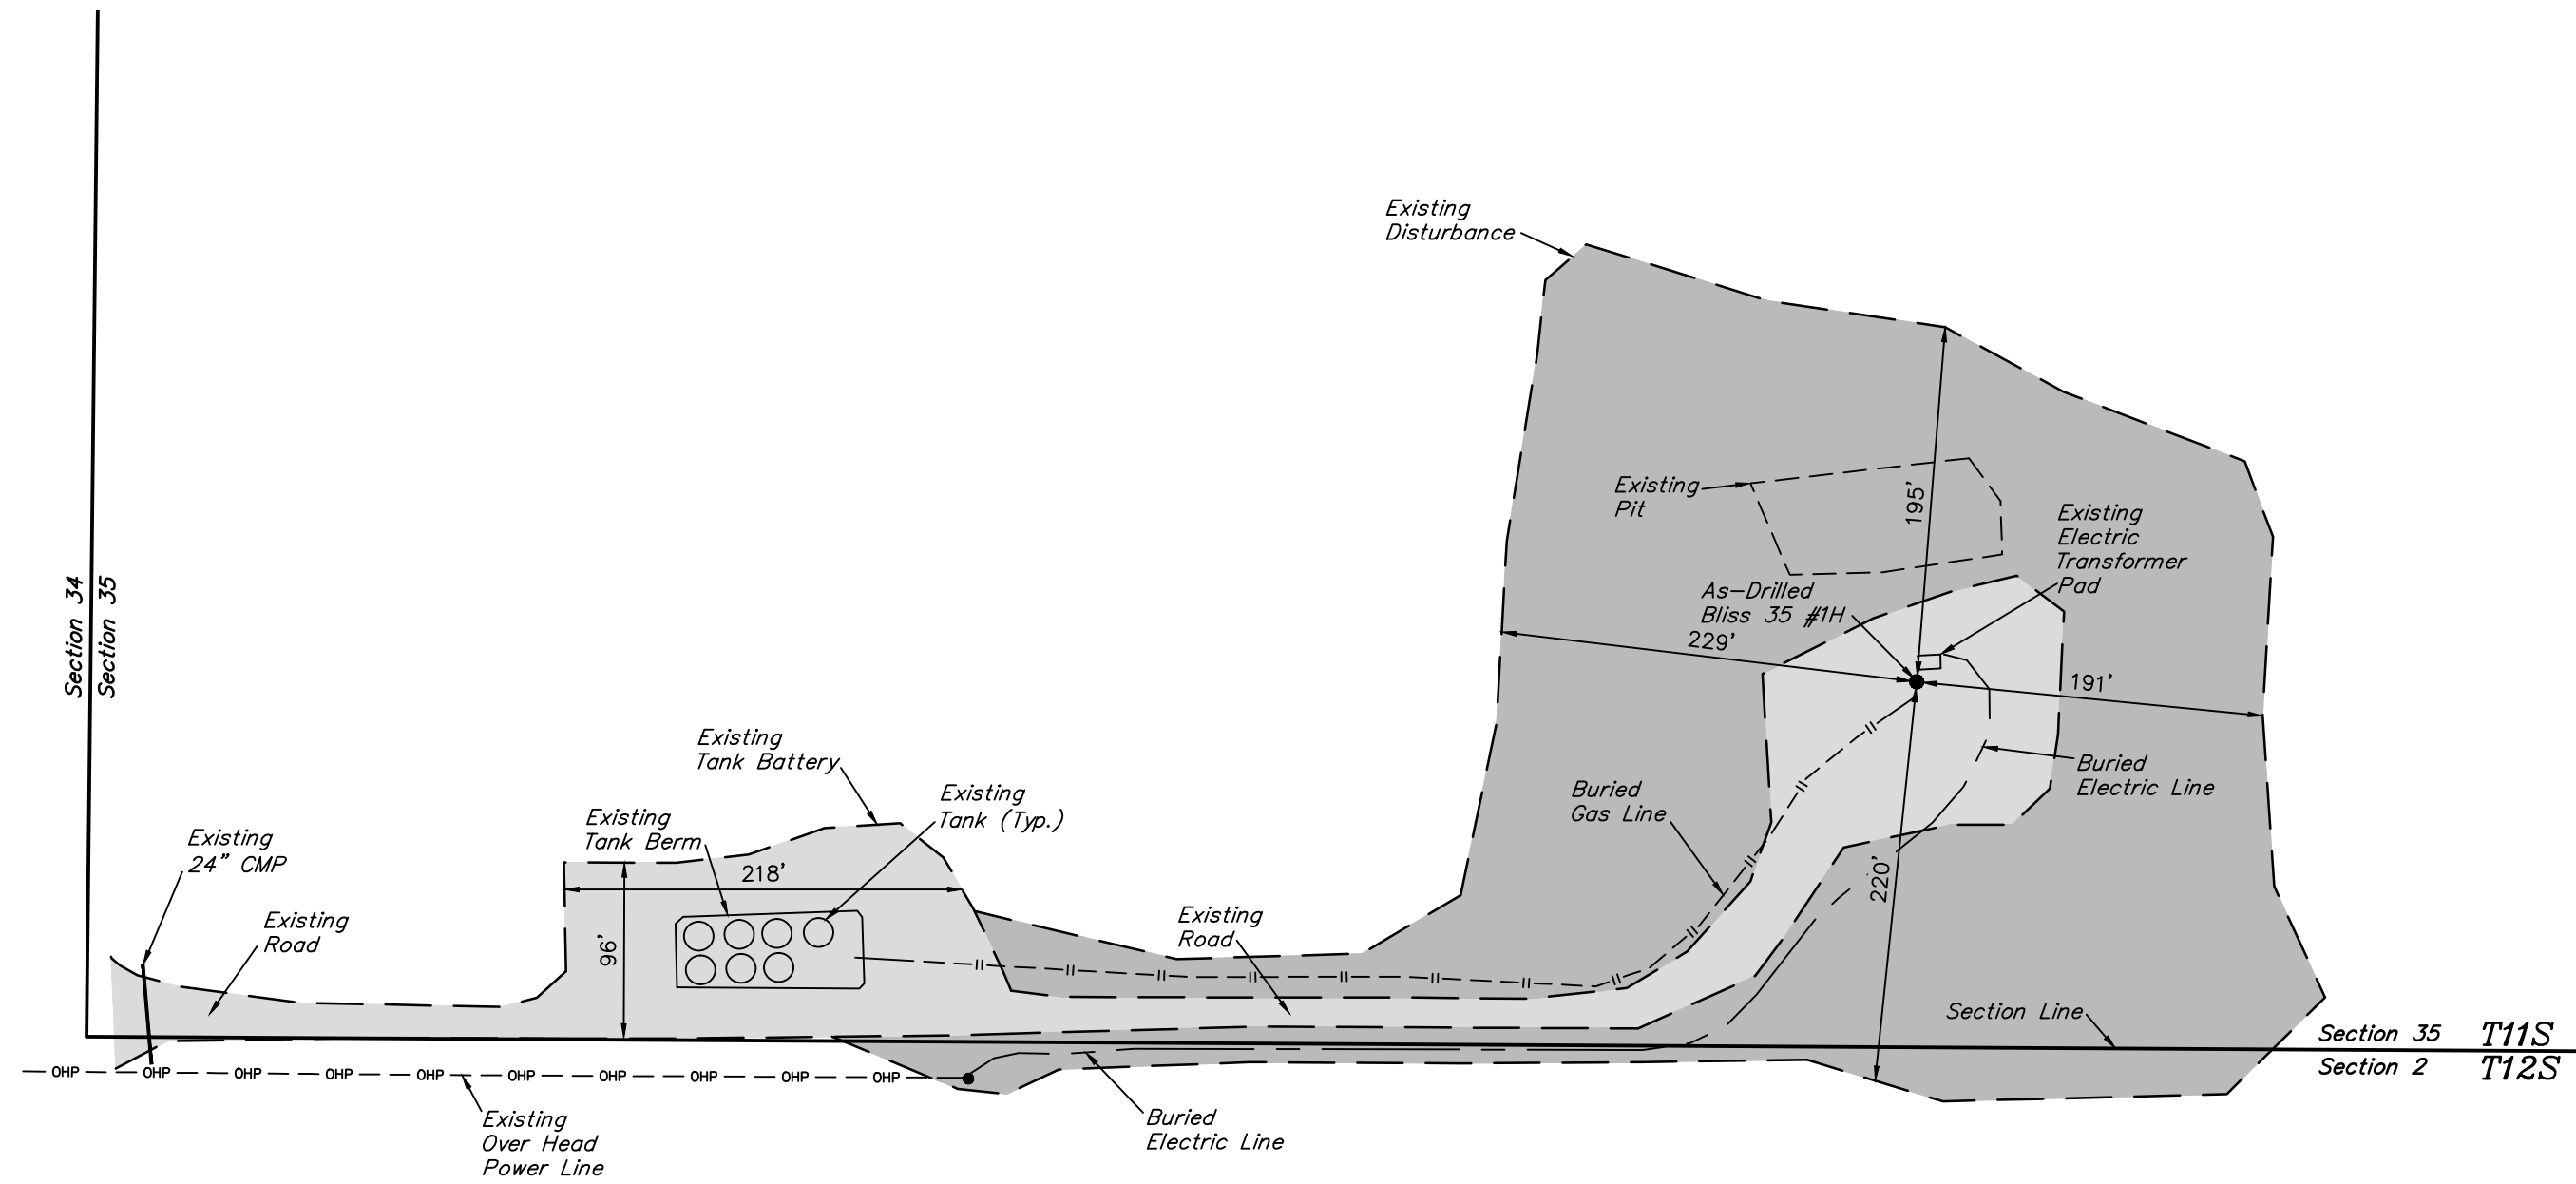 Existing
Disturbance
Existing
Pit
195'
Existing
Electric
Transformer
Pad
As-Drilled
Bliss 35 #1H
229'
191'
Section 34
Section 35
Existing
Tank Battery
Existing
Tank (Typ.)
Existing
Tank Berm
218'
96'
Existing
24" CMP
Existing
Road
Existing
Road
Buried
Gas Line
Buried
Electric Line
220'
Section Line
Section 35 T11S
Section 2 T12S
OHP OHP OHP OHP OHP OHP OHP OHP OHP OHP
Existing
Over Head
Power Line
Buried
Electric Line